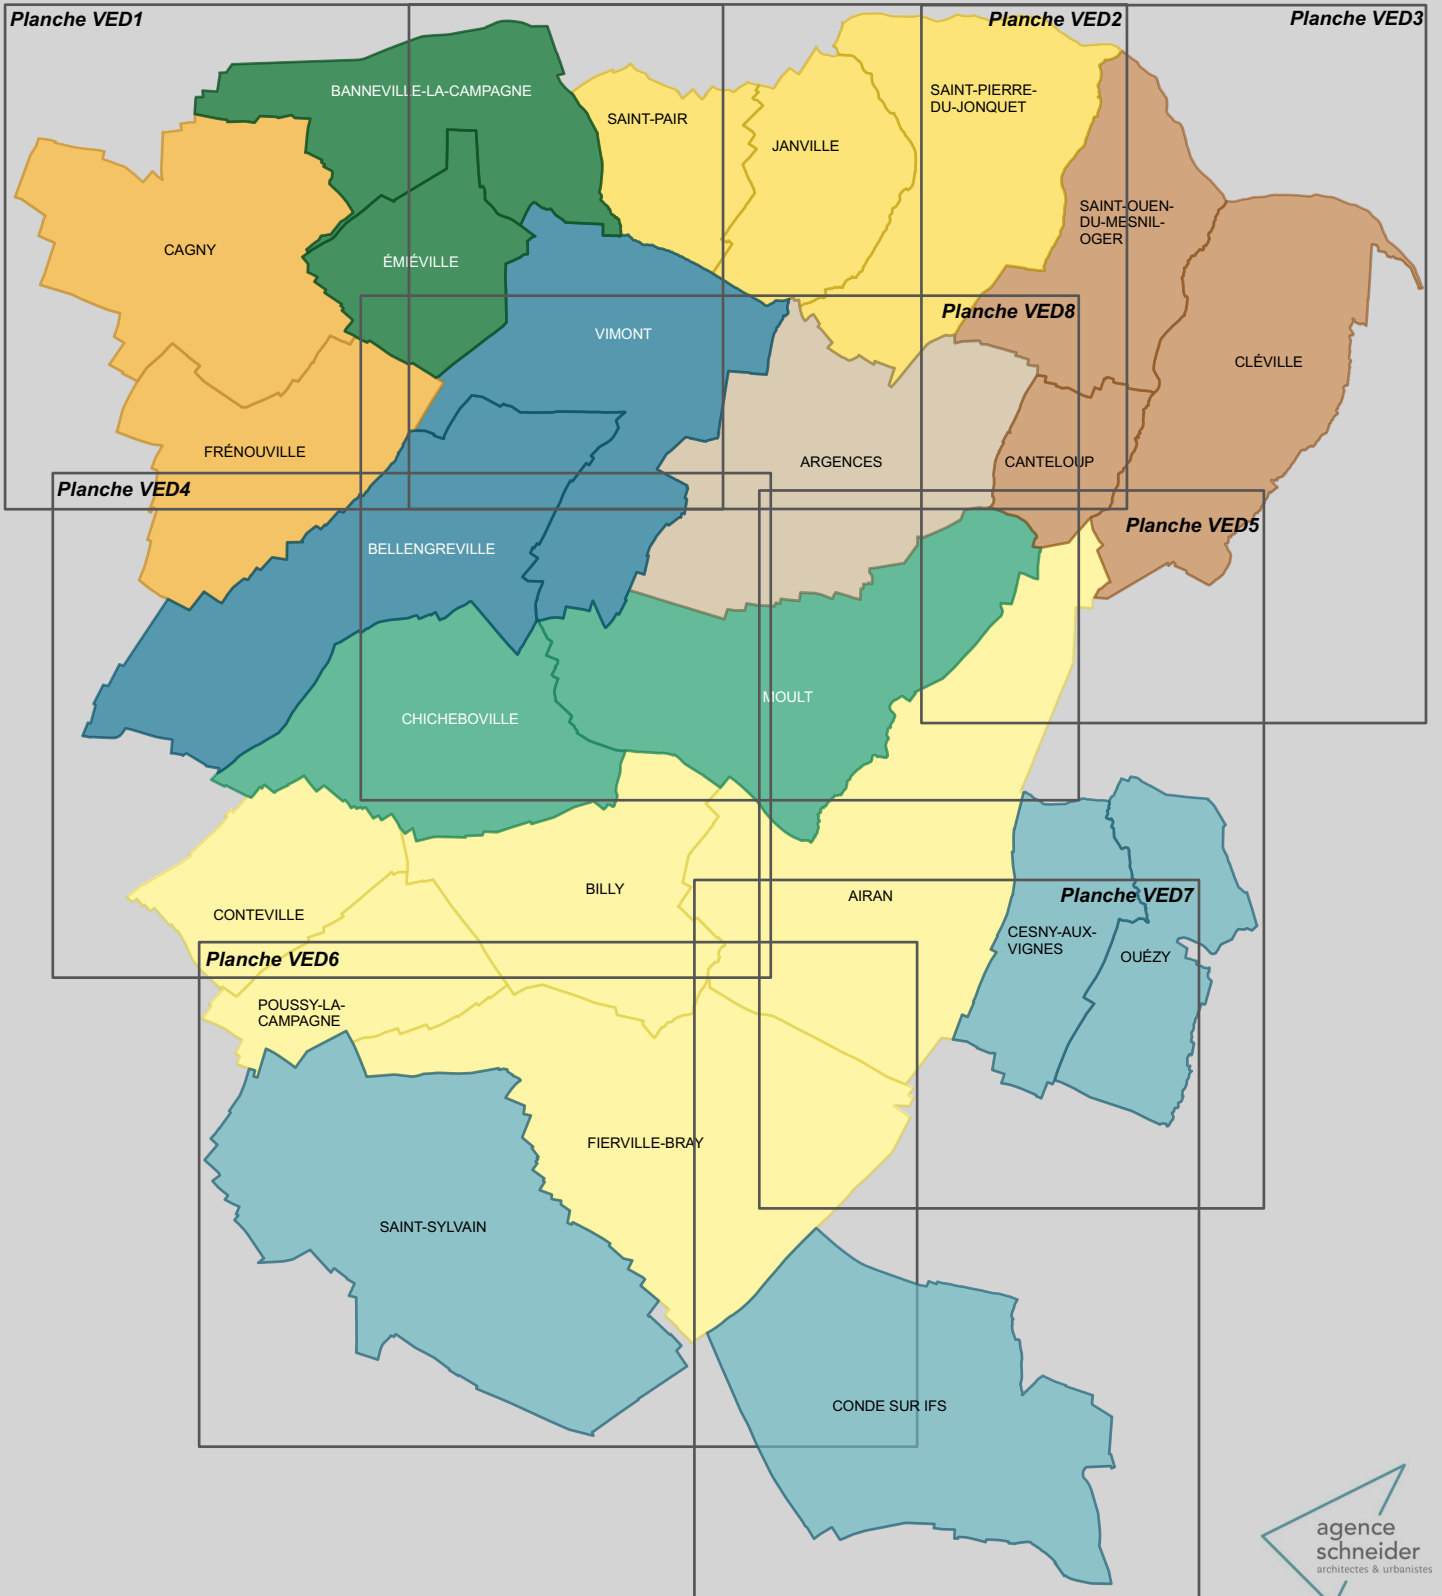 Planche VED1
Planche VED2
Planche VED3
BANNEVILLE-LA-CAMPAGNE
SAINT-PAIR
JANVILLE
SAINT-PIERRE-
DU-JONQUET
SAINT-OUEN-
DU-MESNIL-
OGER
CAGNY
ÉMIÉVILLE
VIMONT
Planche VED8
CLÉVILLE
FRÉNOUVILLE
ARGENCES
CANTELOUP
Planche VED4
BELLENGREVILLE
Planche VED5
CHICHEBOVILLE
MOULT
BILLY
AIRAN
Planche VED7
CONTEVILLE
CESNY-AUX-
VIGNES
OUÉZY
Planche VED6
POUSSY-LA-
CAMPAGNE
FIERVILLE-BRAY
SAINT-SYLVAIN
CONDE SUR IFS
agence
schneider
architectes & urbanistes